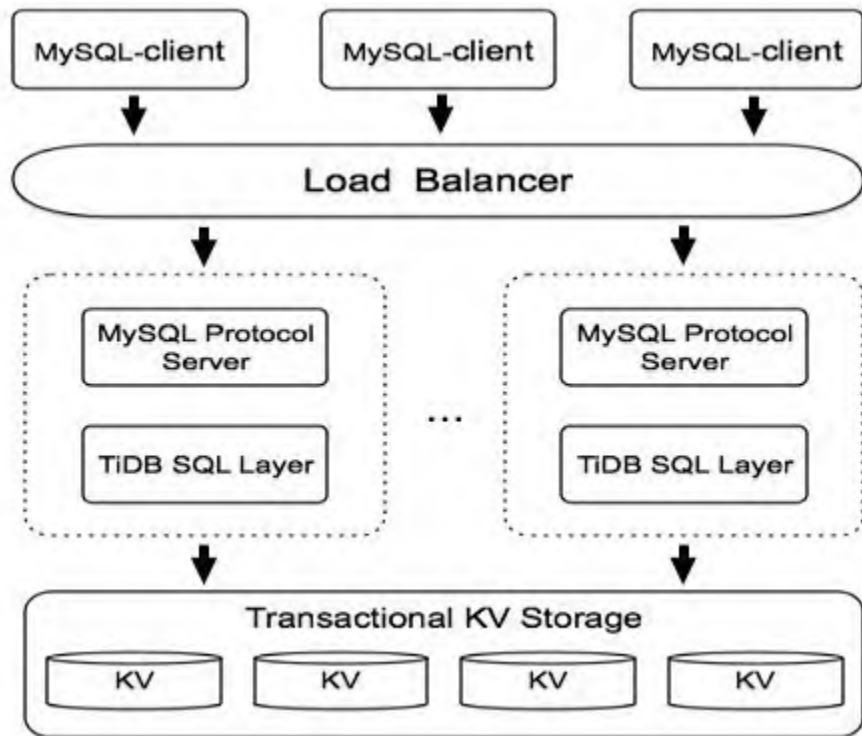 MySQL-client
MySQL-client
MySQL-client
Load Balancer
MySQL Protocol
Server
MySQL Protocol
Server
...
TiDB SQL Layer
TiDB SQL Layer
Transactional KV Storage
KV
KV
KV
KV